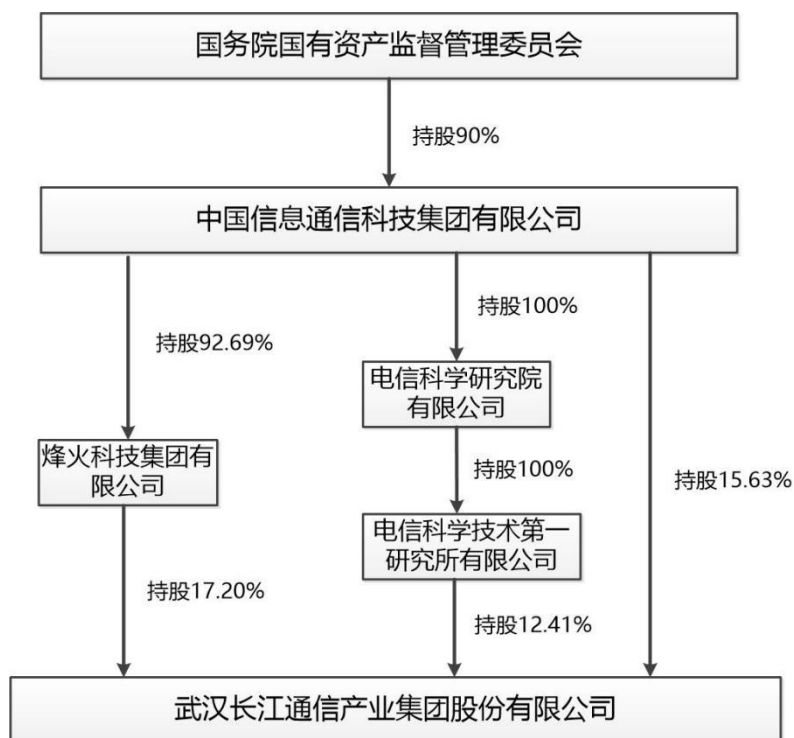 国务院国有资产监督管理委员会
持股90%
中国信息通信科技集团有限公司
持股100%
持股92.69%
电信科学研究院
有限公司
烽火科技集团有
限公司
持股100%
持股15.63%
电信科学技术第一
研究所有限公司
持股17.20%
持股12.41%
武汉长江通信产业集团股份有限公司